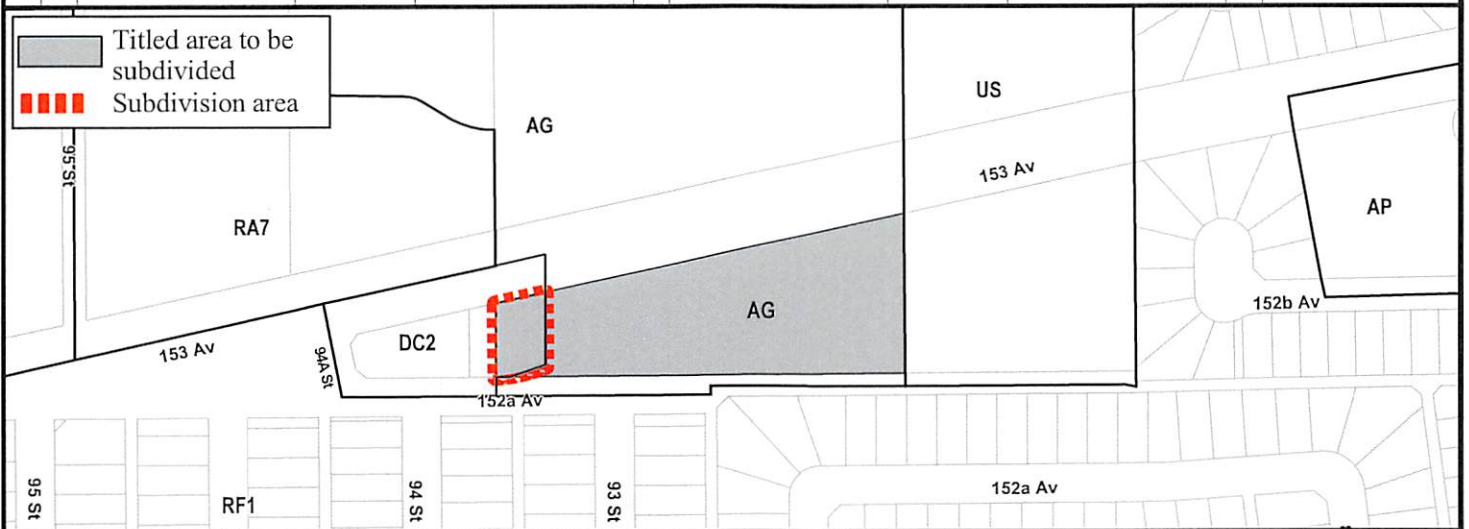 Titled area to be
subdivided
Subdivision area
US
AG
95 St
153 Av
AP
RA7
AG
152b Av
DC2
153 Av
94A St
152a Av
95 St
RF1
94 St
93 St
152a Av